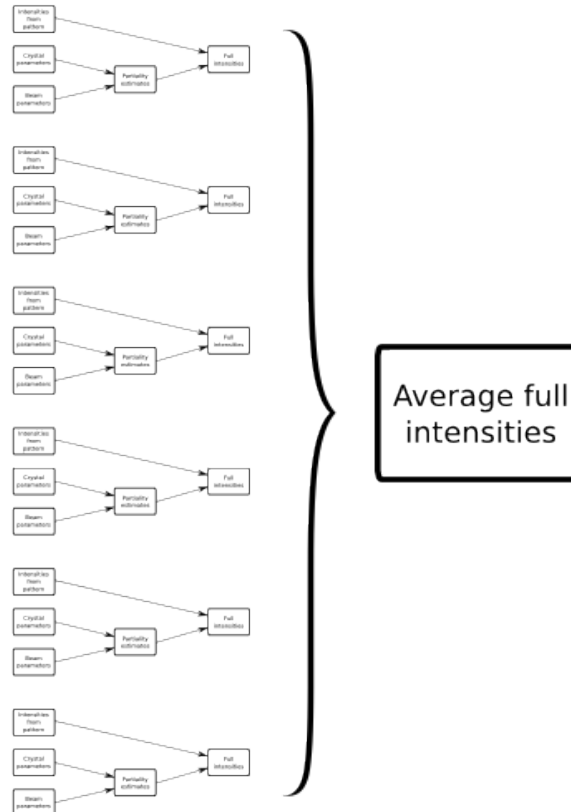 Intensities
from
pattern
Crystal
parameters
Beam
parameters
Partiality
estimates
Full
intensities
Intensities
from
pattern
Crystal
parameters
Beam
parameters
Partiality
estimates
Full
intensities
Intensities
from
pattern
Crystal
parameters
Beam
parameters
Partiality
estimates
Full
intensities
Intensities
from
pattern
Crystal
parameters
Beam
parameters
Partiality
estimates
Full
intensities
Intensities
from
pattern
Crystal
parameters
Beam
parameters
Partiality
estimates
Full
intensities
Intensities
from
pattern
Crystal
parameters
Beam
parameters
Partiality
estimates
Full
intensities
Average full
intensities